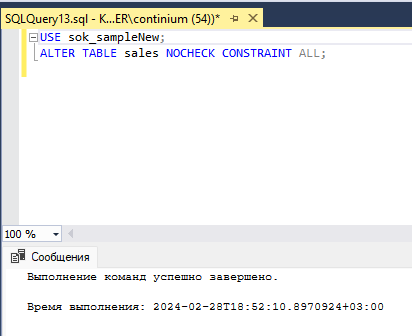 SQLQuery13.sql - K...ER\continium (54))*
USE sok_sampleNew;
ALTER TABLE sales NOCHECK CONSTRAINT ALL;
100 %
Сообщения
Выполнение команд успешно завершено.
Время выполнения: 2024-02-28T18:52:10.8970924+03:00